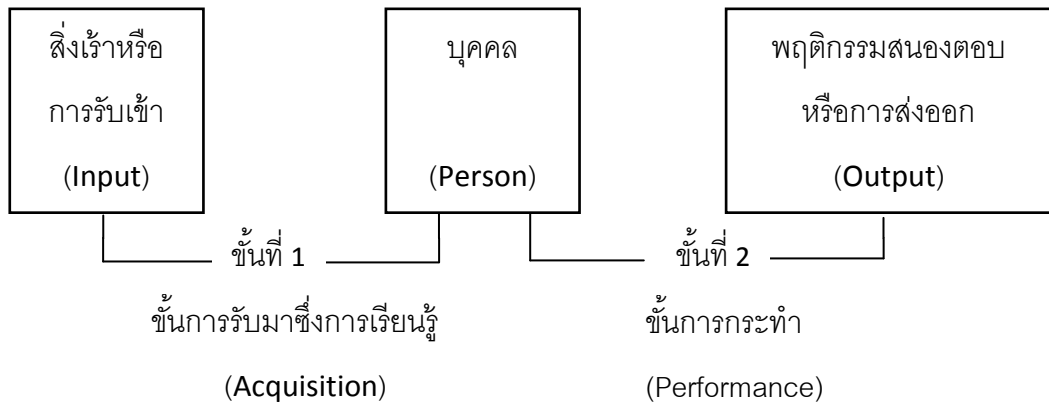 สิ่งเร้าหรือ
การรับเข้า
(Input)
บุคคล
(Person)
พฤติกรรมสนองตอบ
หรือการส่งออก
(Output)
ขั้นที่ 1
ขั้นการรับมาซึ่งการเรียนรู้
(Acquisition)
ขั้นที่ 2
ขั้นการกระทำ
(Performance)